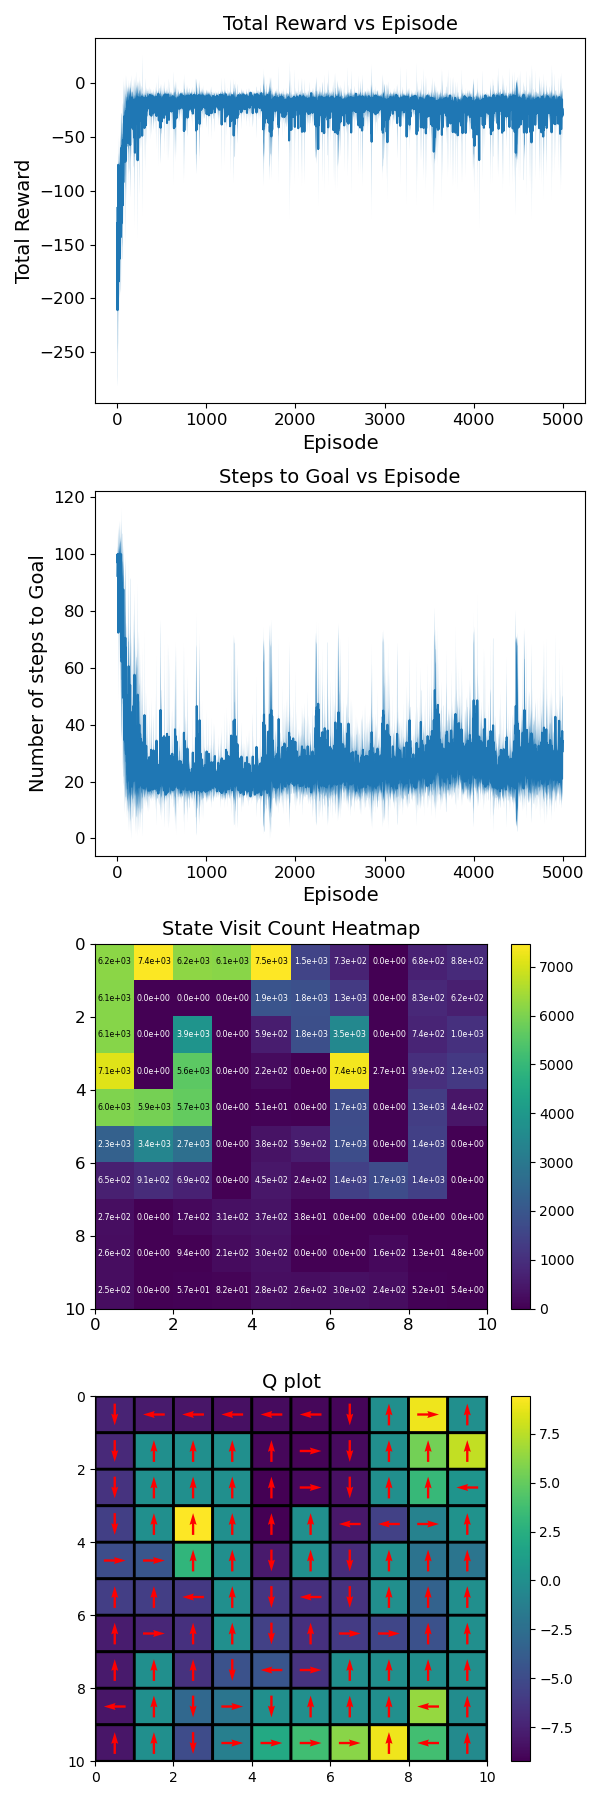 Total Reward vs Episode
0
−50
−100
−150
−200
−250
Total Reward
0 1000 2000 3000 4000 5000
Episode
Steps to Goal vs Episode
120
100
80
60
40
20
0
Number of steps to Goal
0 1000 2000 3000 4000 5000
Episode
State Visit Count Heatmap
0
2
4
6
8
10
6.2e+03 7.4e+03 6.2e+03 6.1e+03 7.5e+03 1.5e+03 7.3e+02 0.0e+00 6.8e+02 8.8e+02
6.1e+03 0.0e+00 0.0e+00 0.0e+00 1.9e+03 1.8e+03 1.3e+03 0.0e+00 8.3e+02 6.2e+02
6.1e+03 0.0e+00 3.9e+03 0.0e+00 5.9e+02 1.8e+03 3.5e+03 0.0e+00 7.4e+02 1.0e+03
7.1e+03 0.0e+00 5.6e+03 0.0e+00 2.2e+02 0.0e+00 7.4e+03 2.7e+01 9.9e+02 1.2e+03
6.0e+03 5.9e+03 5.7e+03 0.0e+00 5.1e+01 0.0e+00 1.7e+03 0.0e+00 1.3e+03 4.4e+02
2.3e+03 3.4e+03 2.7e+03 0.0e+00 3.8e+02 5.9e+02 1.7e+03 0.0e+00 1.4e+03 0.0e+00
6.5e+02 9.1e+02 6.9e+02 0.0e+00 4.5e+02 2.4e+02 1.4e+03 1.7e+03 1.4e+03 0.0e+00
2.7e+02 0.0e+00 1.7e+02 3.1e+02 3.7e+02 3.8e+01 0.0e+00 0.0e+00 0.0e+00 0.0e+00
2.6e+02 0.0e+00 9.4e+00 2.1e+02 3.0e+02 0.0e+00 0.0e+00 1.6e+02 1.3e+01 4.8e+00
2.5e+02 0.0e+00 5.7e+01 8.2e+01 2.8e+02 2.6e+02 3.0e+02 2.4e+02 5.2e+01 5.4e+00
0 2 4 6 8 10
7000
6000
5000
4000
3000
2000
1000
0
Q plot
0
2
4
6
8
10
0 2 4 6 8 10
7.5
5.0
2.5
0.0
−2.5
−5.0
−7.5